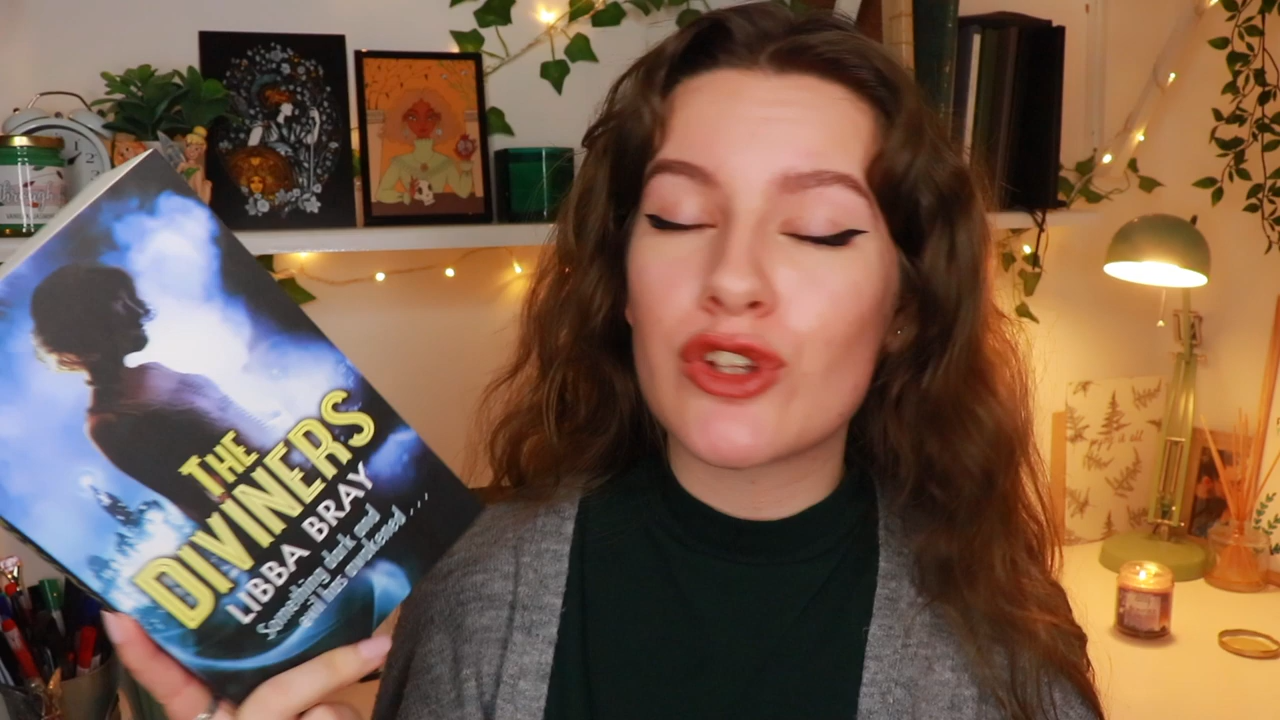 THE
DIVINERS
LIBBA BRAY
Something dark and
evil has awakened...